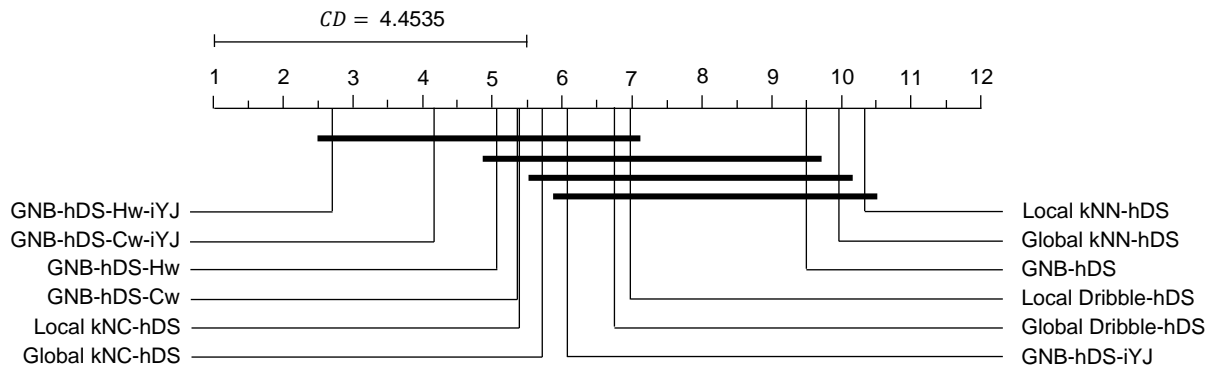 CD = 4.4535
1 2 3 4 5 6 7 8 9 10 11 12
GNB-hDS-Hw-iYJ
GNB-hDS-Cw-iYJ
GNB-hDS-Hw
GNB-hDS-Cw
Local kNC-hDS
Global kNC-hDS
Local kNN-hDS
Global kNN-hDS
GNB-hDS
Local Dribble-hDS
Global Dribble-hDS
GNB-hDS-iYJ